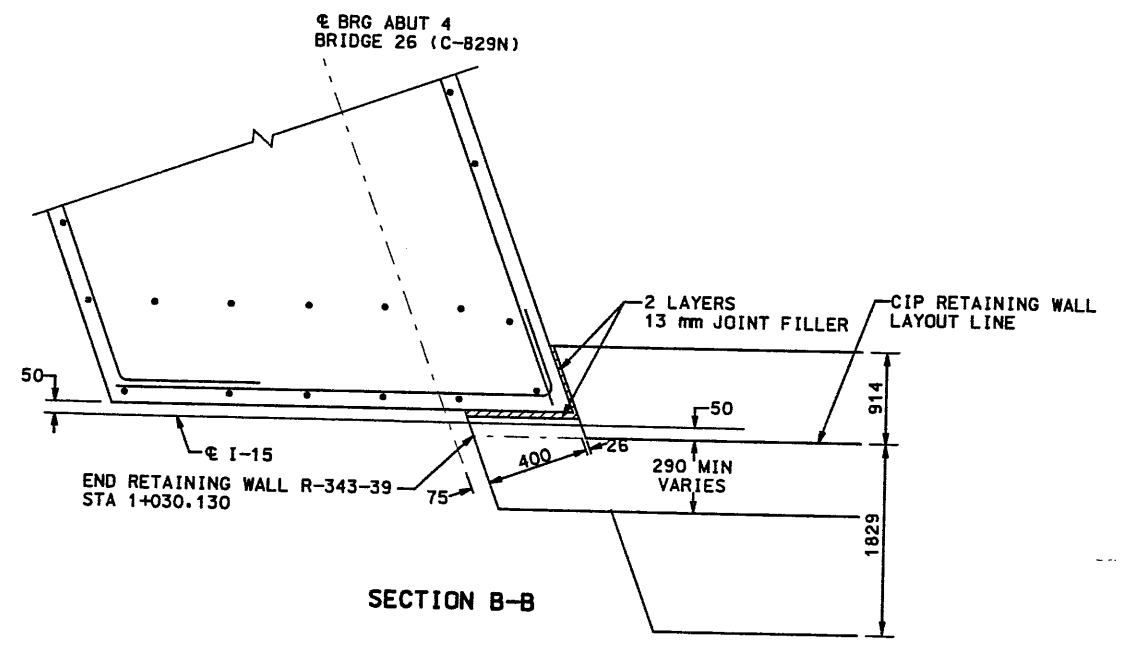 ℄ BRG ABUT 4
BRIDGE 26 (C-829N)
2 LAYERS
13 mm JOINT FILLER
CIP RETAINING WALL
LAYOUT LINE
50
914
50
℄ I-15
26
400
290 MIN
VARIES
END RETAINING WALL R-343-39
STA 1+030.130
75
1829
SECTION B-B